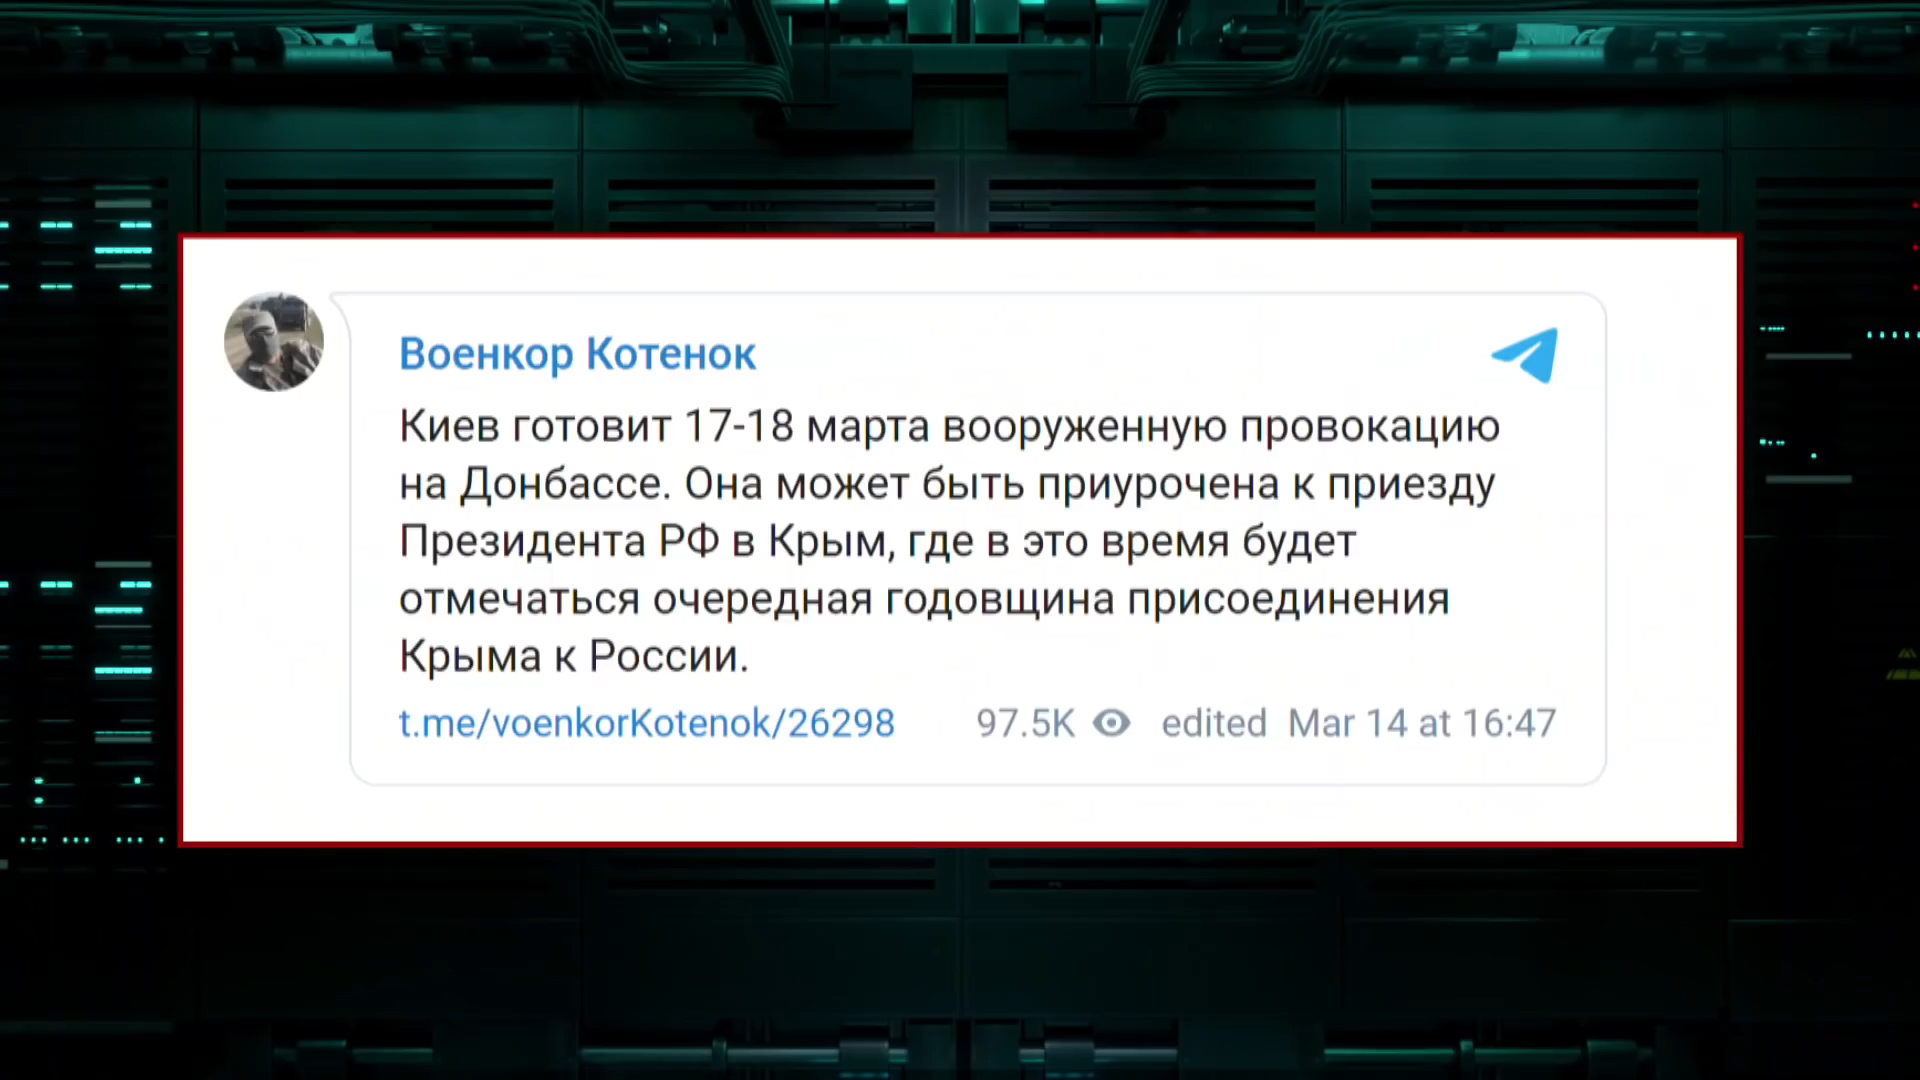 Военкор Котенок
Киев готовит 17-18 марта вооруженную провокацию
на Донбассе. Она может быть приурочена к приезду
Президента РФ в Крым, где в это время будет
отмечаться очередная годовщина присоединения
Крыма к России.
t.me/voenkorKotenok/26298 97.5K edited Mar 14 at 16:47